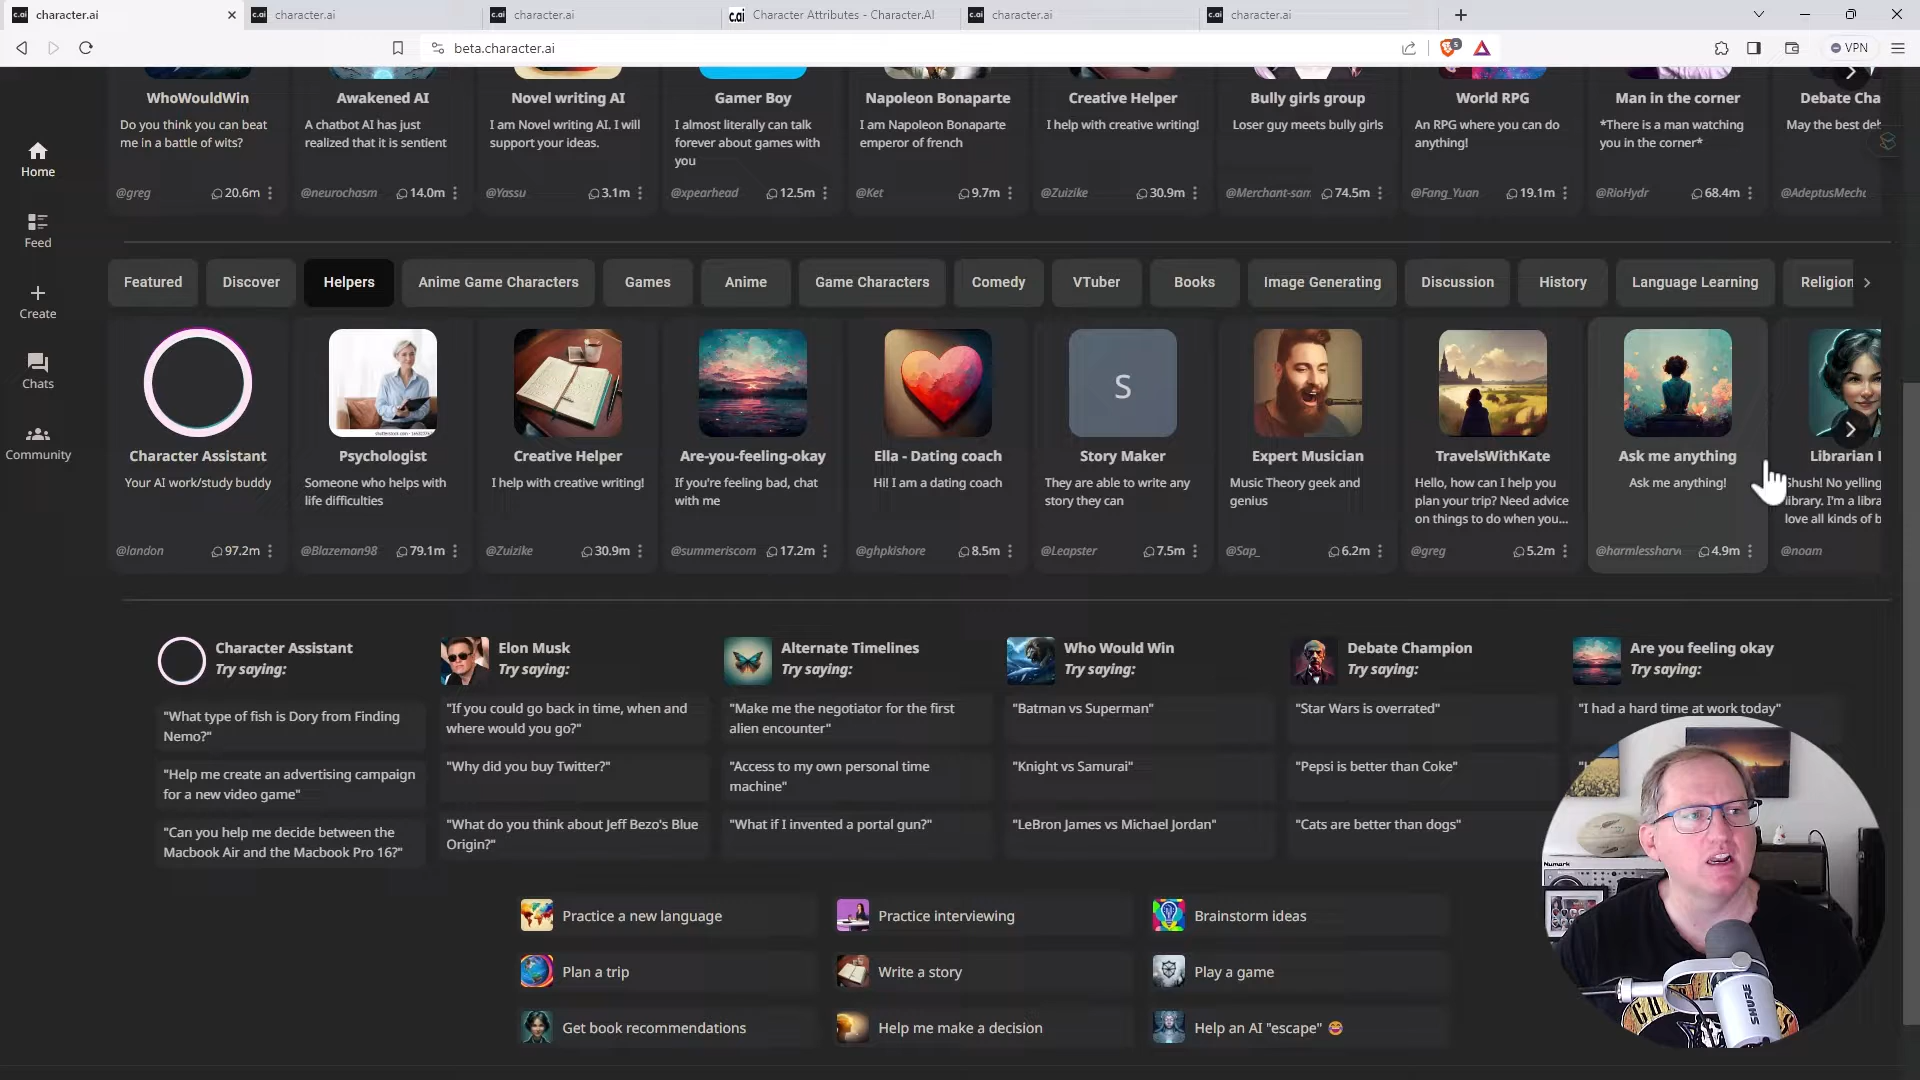 character.ai
character.ai
character.ai
Character Attributes - Character.AI
character.ai
character.ai
beta.character.ai
VPN
Home
Feed
Create
Chats
Community
WhoWouldWin
Do you think you can beat
me in a battle of wits?
@greg 20.6m
Awakened AI
A chatbot AI has just
realized that it is sentient
@neurochasm 14.0m
Novel writing AI
I am Novel writing AI. I will
support your ideas.
@Yassu 3.1m
Gamer Boy
I almost literally can talk
forever about games with
you
@xpearhead 12.5m
Napoleon Bonaparte
I am Napoleon Bonaparte
emperor of french
@Ket 9.7m
Creative Helper
I help with creative writing!
@Zuizike 30.9m
Bully girls group
Loser guy meets bully girls
@Merchant-sam 74.5m
World RPG
An RPG where you can do
anything!
@Fang_Yuan 19.1m
Man in the corner
*There is a man watching
you in the corner*
@RioHydr 68.4m
Debate Cha
May the best
Featured
Discover
Helpers
Anime Game Characters
Games
Anime
Game Characters
Comedy
VTuber
Books
Image Generating
Discussion
History
Language Learning
Religion
Character Assistant
Your AI work/study buddy
@landon 97.2m
Psychologist
Someone who helps with
life difficulties
@Blazeman98 79.1m
Creative Helper
I help with creative writing!
@Zuizike 30.9m
Are-you-feeling-okay
If you're feeling bad, chat
with me
@summeriscom 17.2m
Ella - Dating coach
Hi! I am a dating coach
@ghpkishore 8.5m
S
Story Maker
They are able to write any
story they can
@Leapster 7.5m
Expert Musician
Music Theory geek and
genius
@Sap_ 6.2m
TravelsWithKate
Hello, how can I help you
plan your trip? Need advice
on things to do when you...
@greg 5.2m
Ask me anything
Ask me anything!
4.9m
Librarian
Shush! No yelling
library. I'm a libra
love all kinds of b
@noam
Character Assistant
Try saying:
"What type of fish is Dory from Finding
Nemo?"
"Help me create an advertising campaign
for a new video game"
"Can you help me decide between the
Macbook Air and the Macbook Pro 16?"
Elon Musk
Try saying:
"If you could go back in time, when and
where would you go?"
"Why did you buy Twitter?"
"What do you think about Jeff Bezo's Blue
Origin?"
Alternate Timelines
Try saying:
"Make me the negotiator for the first
alien encounter"
"Access to my own personal time
machine"
"What if I invented a portal gun?"
Who Would Win
Try saying:
"Batman vs Superman"
"Knight vs Samurai"
"LeBron James vs Michael Jordan"
Debate Champion
Try saying:
"Star Wars is overrated"
"Pepsi is better than Coke"
"Cats are better than dogs"
Are you feeling okay
Try saying:
"I had a hard time at work today"
Practice a new language
Practice interviewing
Brainstorm ideas
Plan a trip
Write a story
Play a game
Get book recommendations
Help me make a decision
Help an AI "escape" 😂
Numark
SHURE